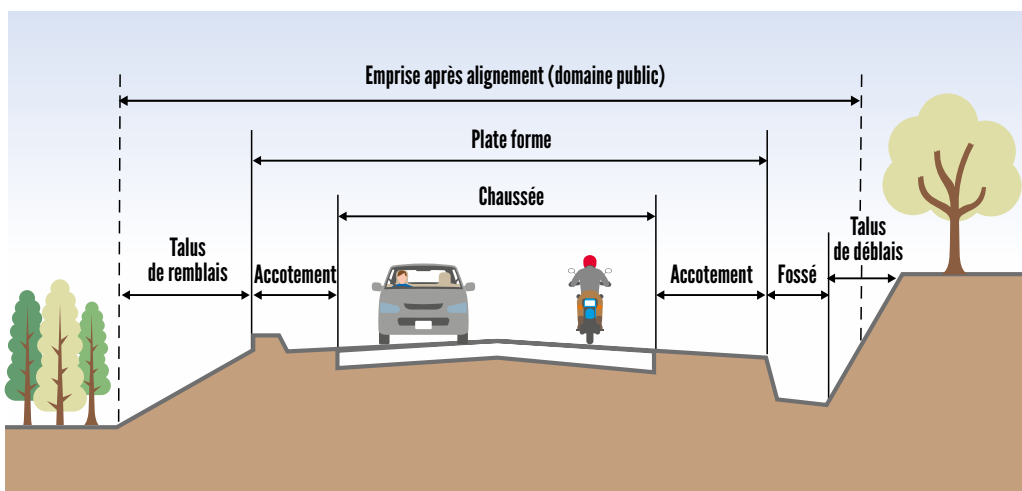 Emprise après alignement (domaine public)
Plate forme
Chaussée
Talus
de remblais
Accotement
Accotement
Fossé
Talus
de déblais